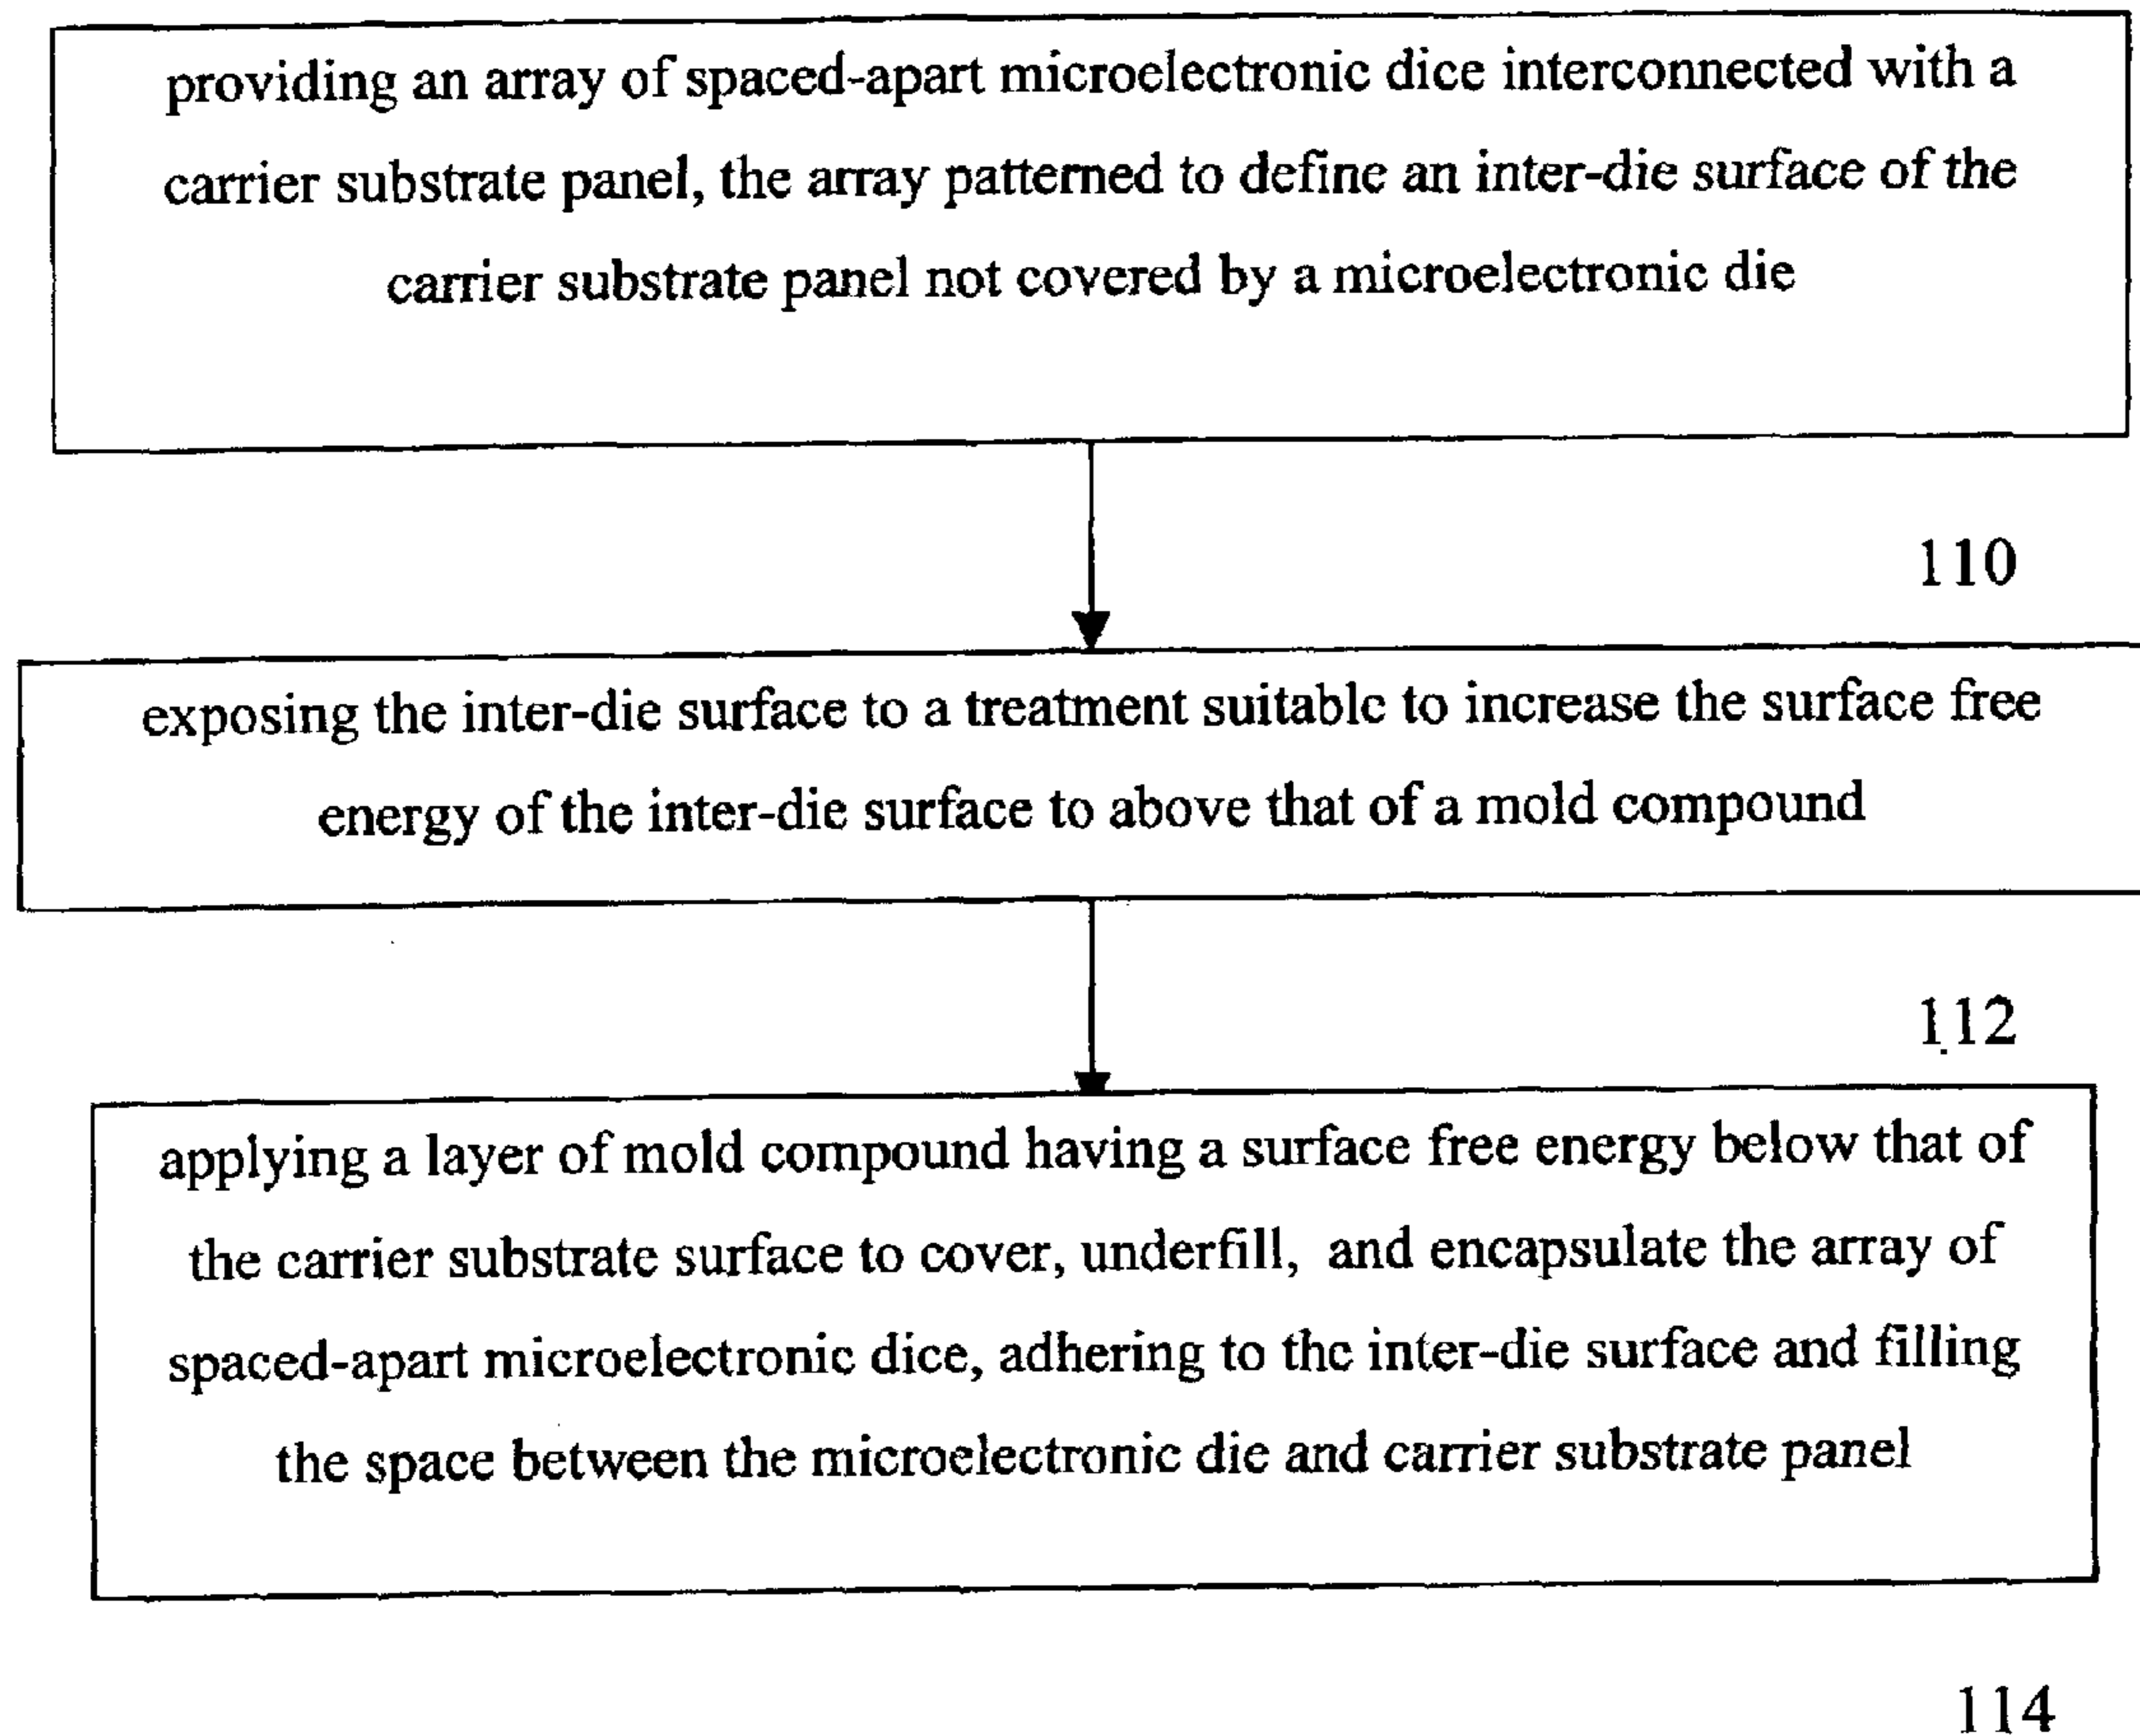 providing an array of spaced-apart microelectronic dice interconnected with a
carrier substrate panel, the array patterned to define an inter-die surface of the
carrier substrate panel not covered by a microelectronic die
110
exposing the inter-die surface to a treatment suitable to increase the surface free
energy of the inter-die surface to above that of a mold compound
112
applying a layer of mold compound having a surface free energy below that of
the carrier substrate surface to cover, underfill, and encapsulate the array of
spaced-apart microelectronic dice, adhering to the inter-die surface and filling
the space between the microelectronic die and carrier substrate panel
114